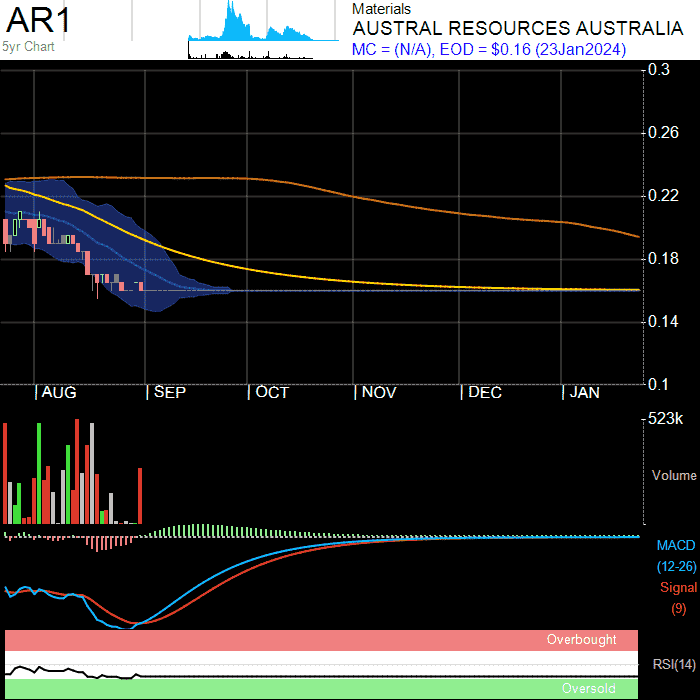 AR1
Materials
AUSTRAL RESOURCES AUSTRALIA
5yr Chart
MC = (N/A), EOD = $0.16 (23Jan2024)
0.3
0.26
0.22
0.18
0.14
0.1
AUG SEP OCT NOV DEC JAN
523k
Volume
MACD
(12-26)
Signal
(9)
Overbought
RSI(14)
Oversold